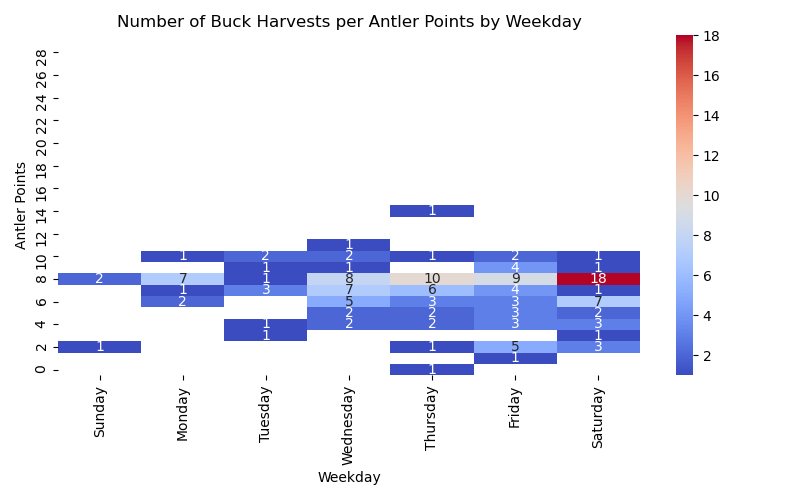 Number of Buck Harvests per Antler Points by Weekday
Antler Points
28
26
24
22
20
18
16
14
12
10
8
6
4
2
0
1
1
1 2 2 1 2 1
1 1 4 1
2 7 1 8 10 9 18
1 3 7 6 4 1
2 5 3 3 7
2 2 3 2
1 2 2 3 3
1 1
1 1 5 3
1
1
Sunday Monday Tuesday Wednesday Thursday Friday Saturday
Weekday
18
16
14
12
10
8
6
4
2